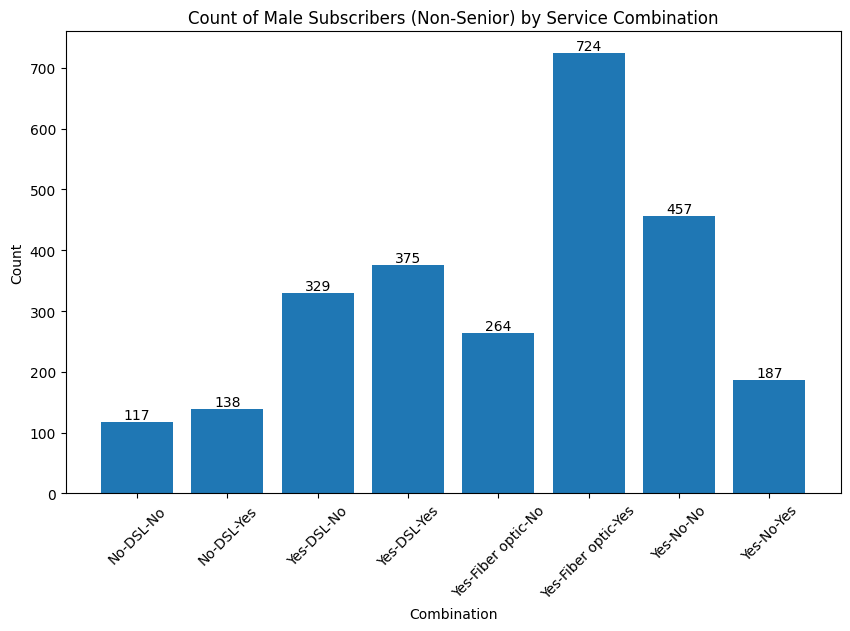 Count of Male Subscribers (Non-Senior) by Service Combination
Count
700
600
500
400
300
200
100
0
117
138
329
375
264
724
457
187
No-DSL-No
No-DSL-Yes
Yes-DSL-No
Yes-DSL-Yes
Yes-Fiber optic-No
Yes-Fiber optic-Yes
Yes-No-No
Yes-No-Yes
Combination